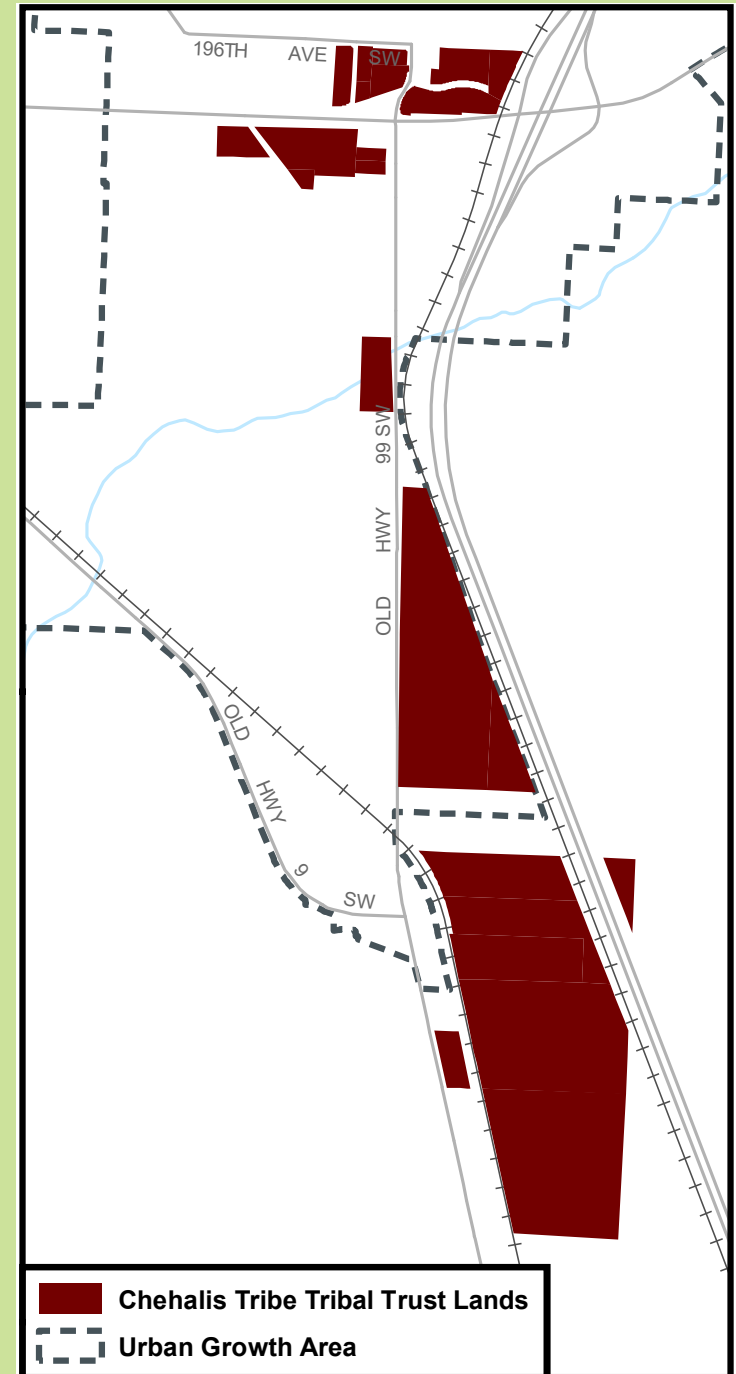 196TH AVE SW
OLD HWY 99 SW
OLD HWY 9 SW
Chehalis Tribe Tribal Trust Lands
Urban Growth Area